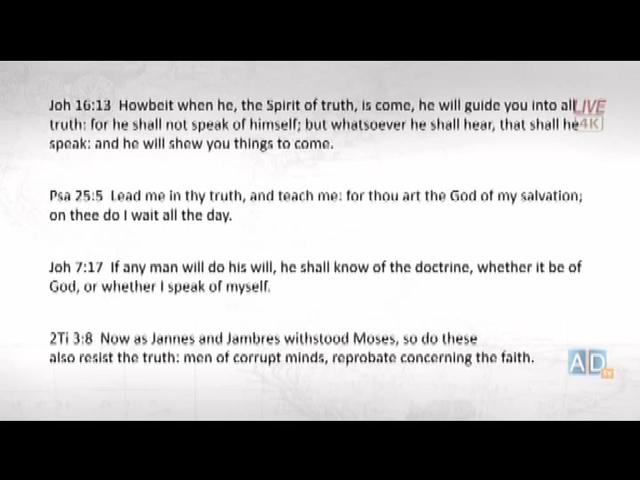 Joh 16:13 Howbeit when he, the Spirit of truth, is come, he will guide you into all
truth: for he shall not speak of himself; but whatsoever he shall hear, that shall he
speak: and he will shew you things to come.
Psa 25:5 Lead me in thy truth, and teach me: for thou art the God of my salvation;
on thee do I wait all the day.
Joh 7:17 If any man will do his will, he shall know of the doctrine, whether it be of
God, or whether I speak of myself.
2Ti 3:8 Now as Jannes and Jambres withstood Moses, so do these
also resist the truth: men of corrupt minds, reprobate concerning the faith.
LIVE
4K
AD
TV